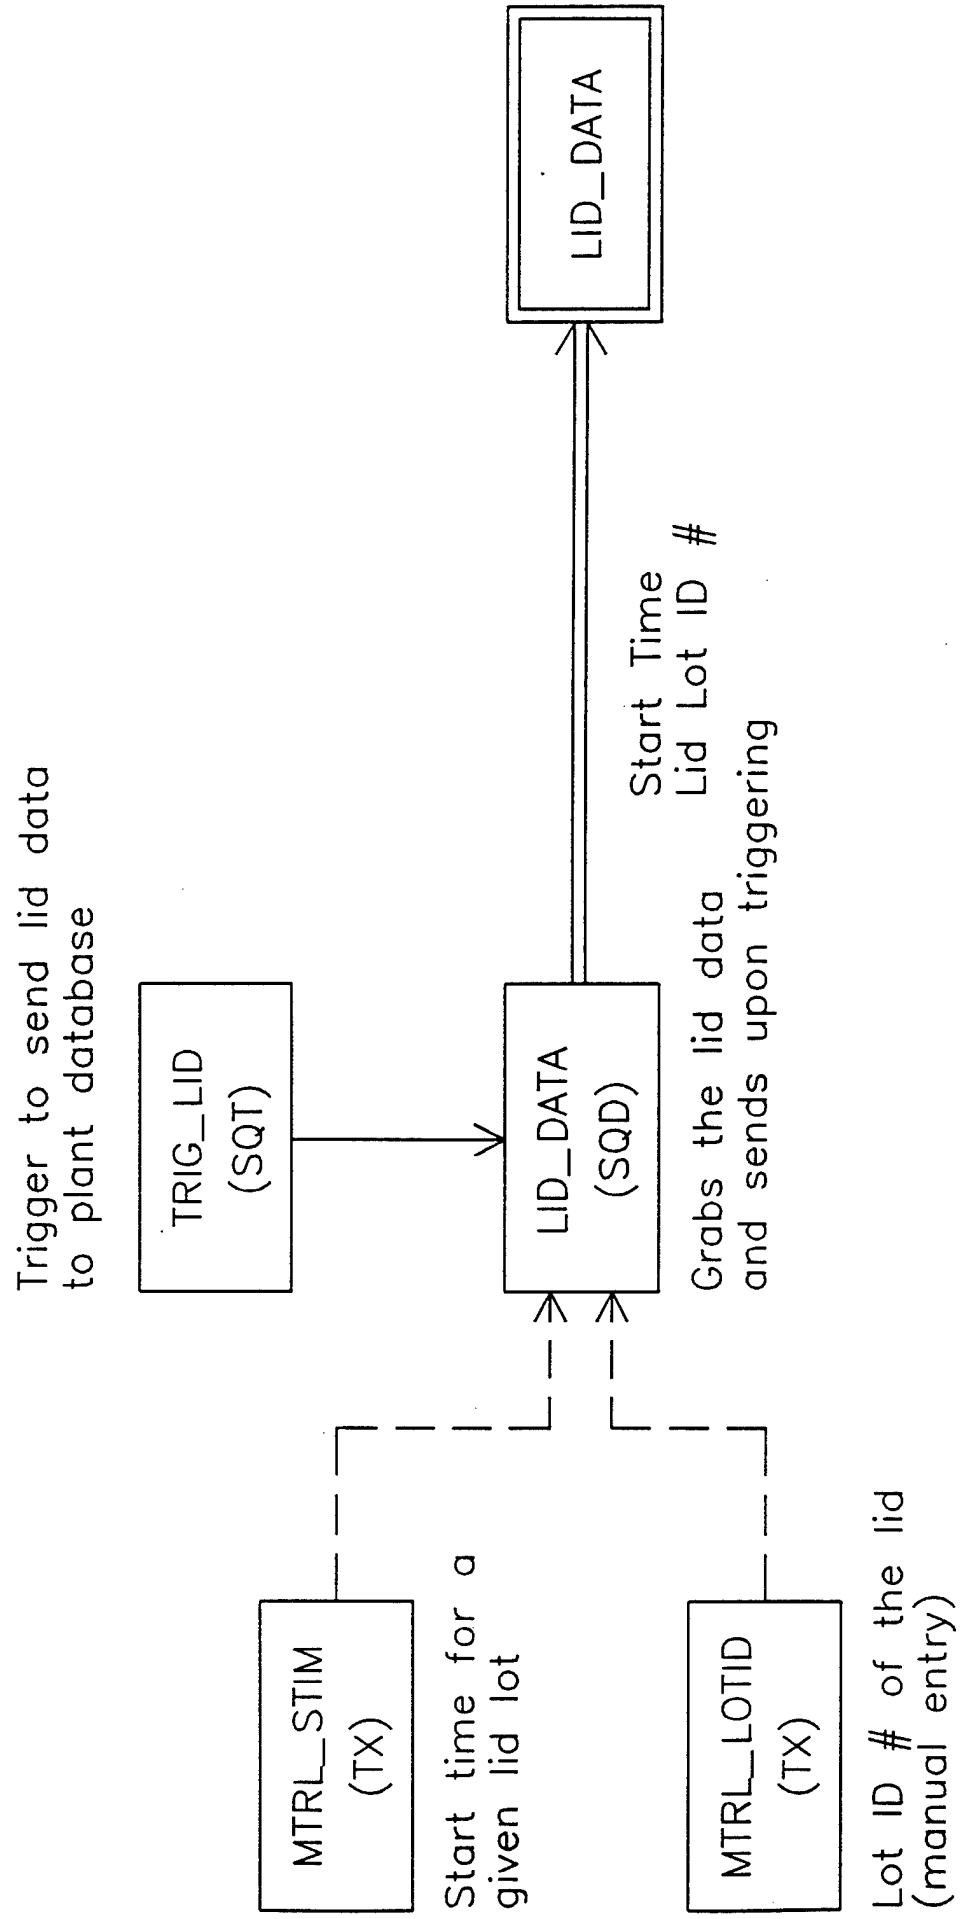 Trigger to send lid data
to plant database
TRIG_LID
(SQT)
MTRL_STIM
(TX)
Start time for a
given lid lot
LID_DATA
(SQD)
LID_DATA
Start Time
Lid Lot ID #
Grabs the lid data
and sends upon triggering
MTRL_LOTID
(TX)
Lot ID # of the lid
(manual entry)